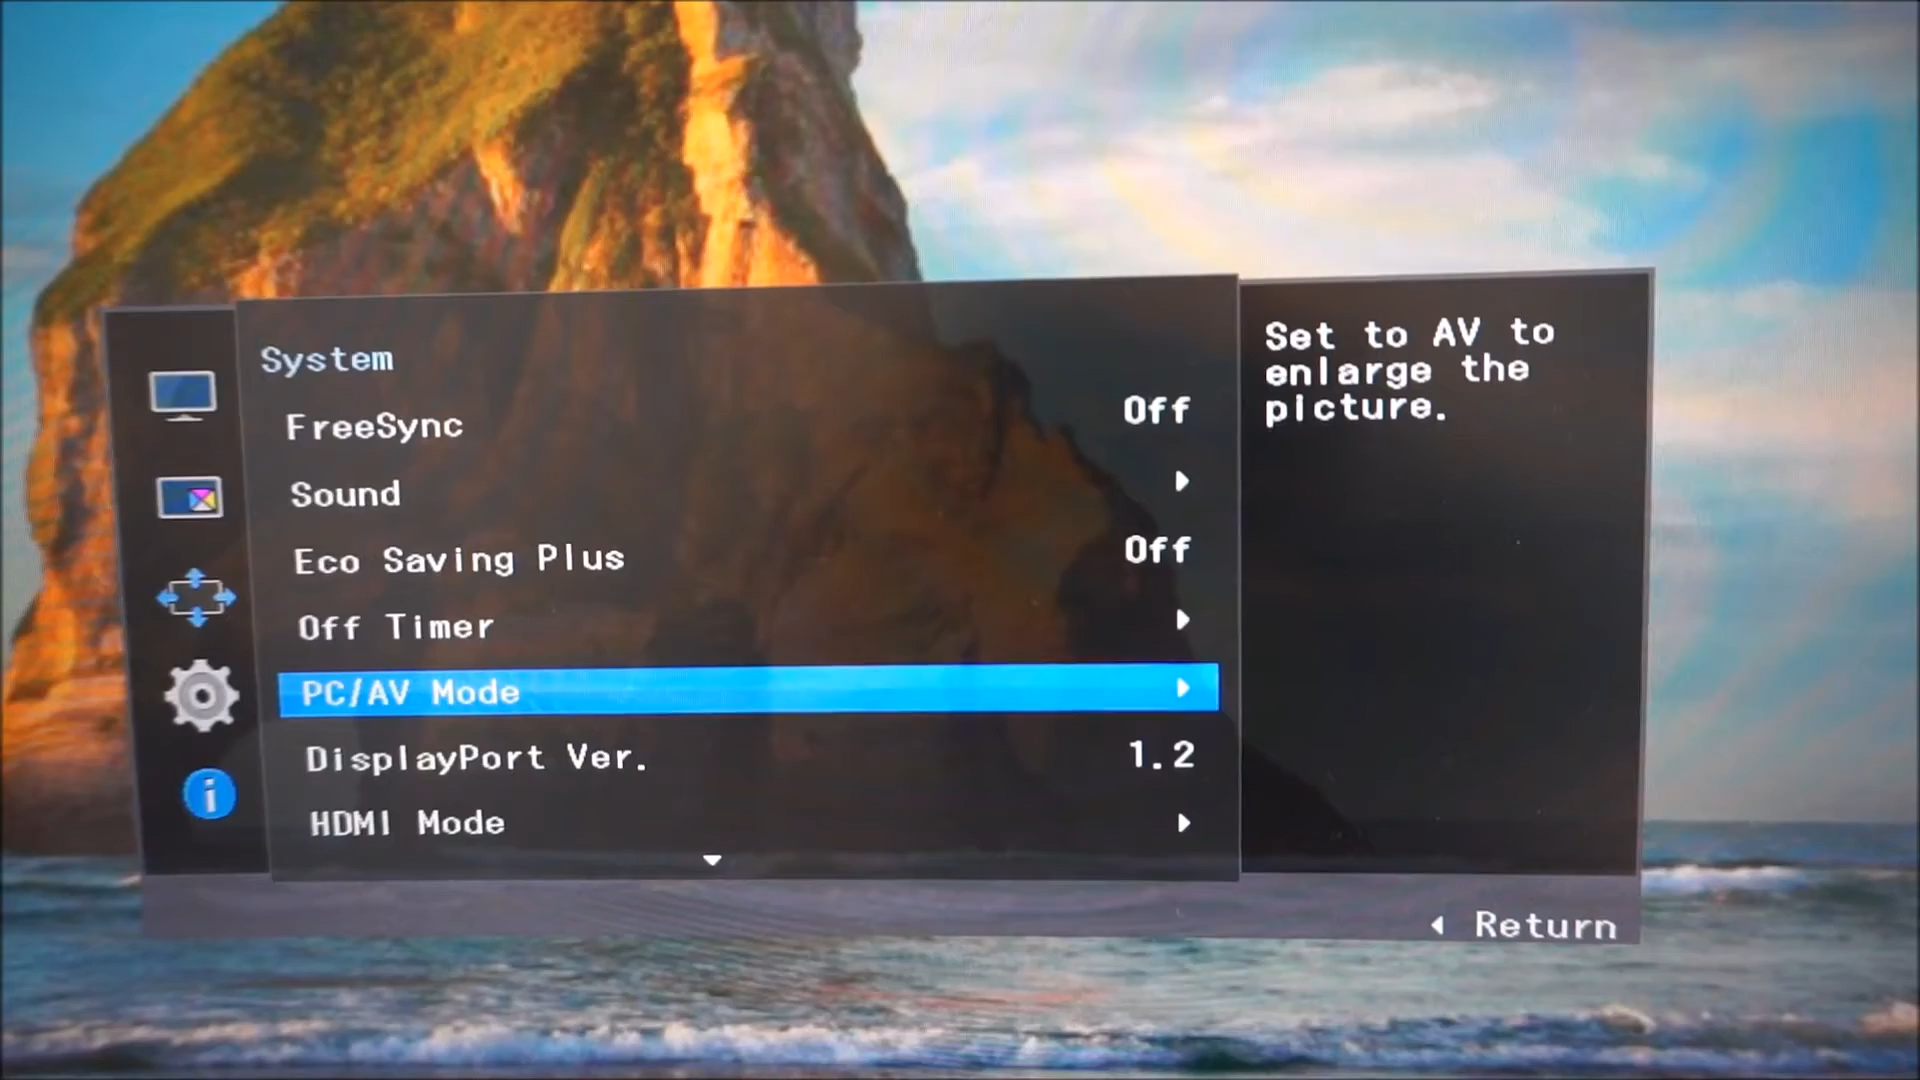 System
FreeSync Off
Sound
Eco Saving Plus Off
Off Timer
PC/AV Mode
DisplayPort Ver. 1.2
HDMI Mode
Set to AV to
enlarge the
picture.
Return